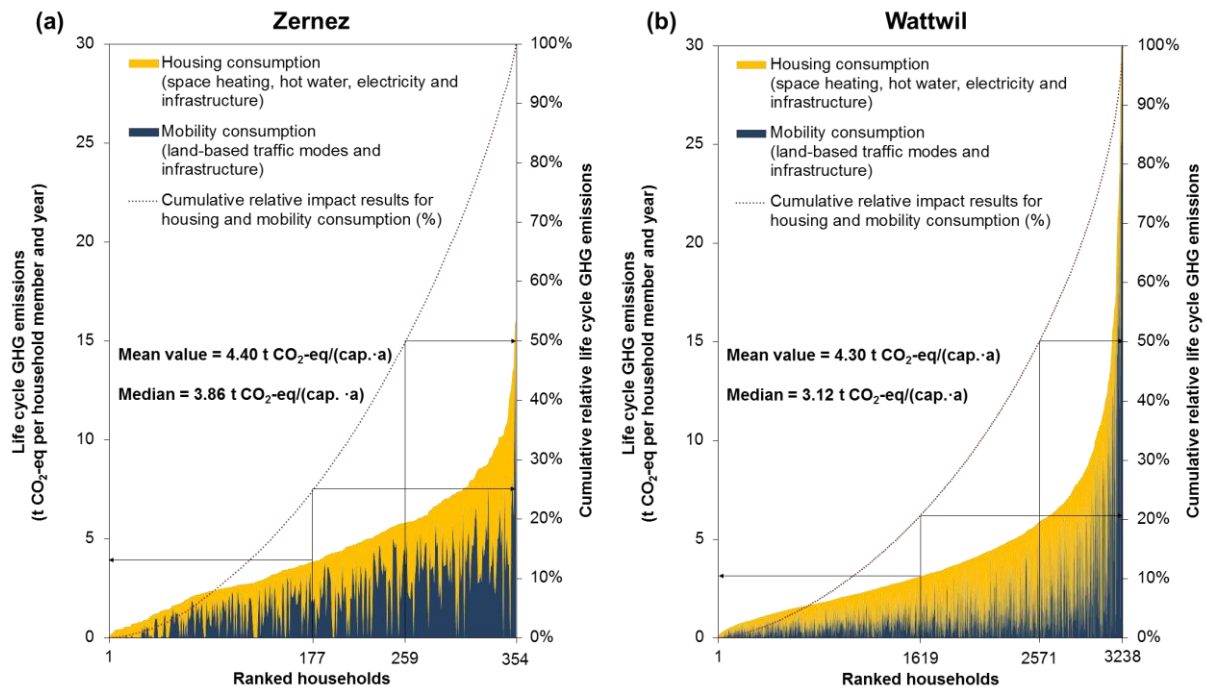 (a)
Zernez
30
25
20
15
10
5
0
Life cycle GHG emissions
(t CO₂-eq per household member and year)
Housing consumption
(space heating, hot water, electricity and
infrastructure)
Mobility consumption
(land-based traffic modes and
infrastructure)
Cumulative relative impact results for
housing and mobility consumption (%)
Mean value = 4.40 t CO₂-eq/(cap.·a)
Median = 3.86 t CO₂-eq/(cap. ·a)
100%
90%
80%
70%
60%
50%
40%
30%
20%
10%
0%
Cumulative relative life cycle GHG emissions
1
177
259
354
Ranked households
(b)
Wattwil
30
25
20
15
10
5
0
Life cycle GHG emissions
(t CO₂-eq per household member and year)
Housing consumption
(space heating, hot water, electricity and
infrastructure)
Mobility consumption
(land-based traffic modes and
infrastructure)
Cumulative relative impact results for
housing and mobility consumption (%)
Mean value = 4.30 t CO₂-eq/(cap.·a)
Median = 3.12 t CO₂-eq/(cap.·a)
100%
90%
80%
70%
60%
50%
40%
30%
20%
10%
0%
Cumulative relative life cycle GHG emissions
1
1619
2571
3238
Ranked households